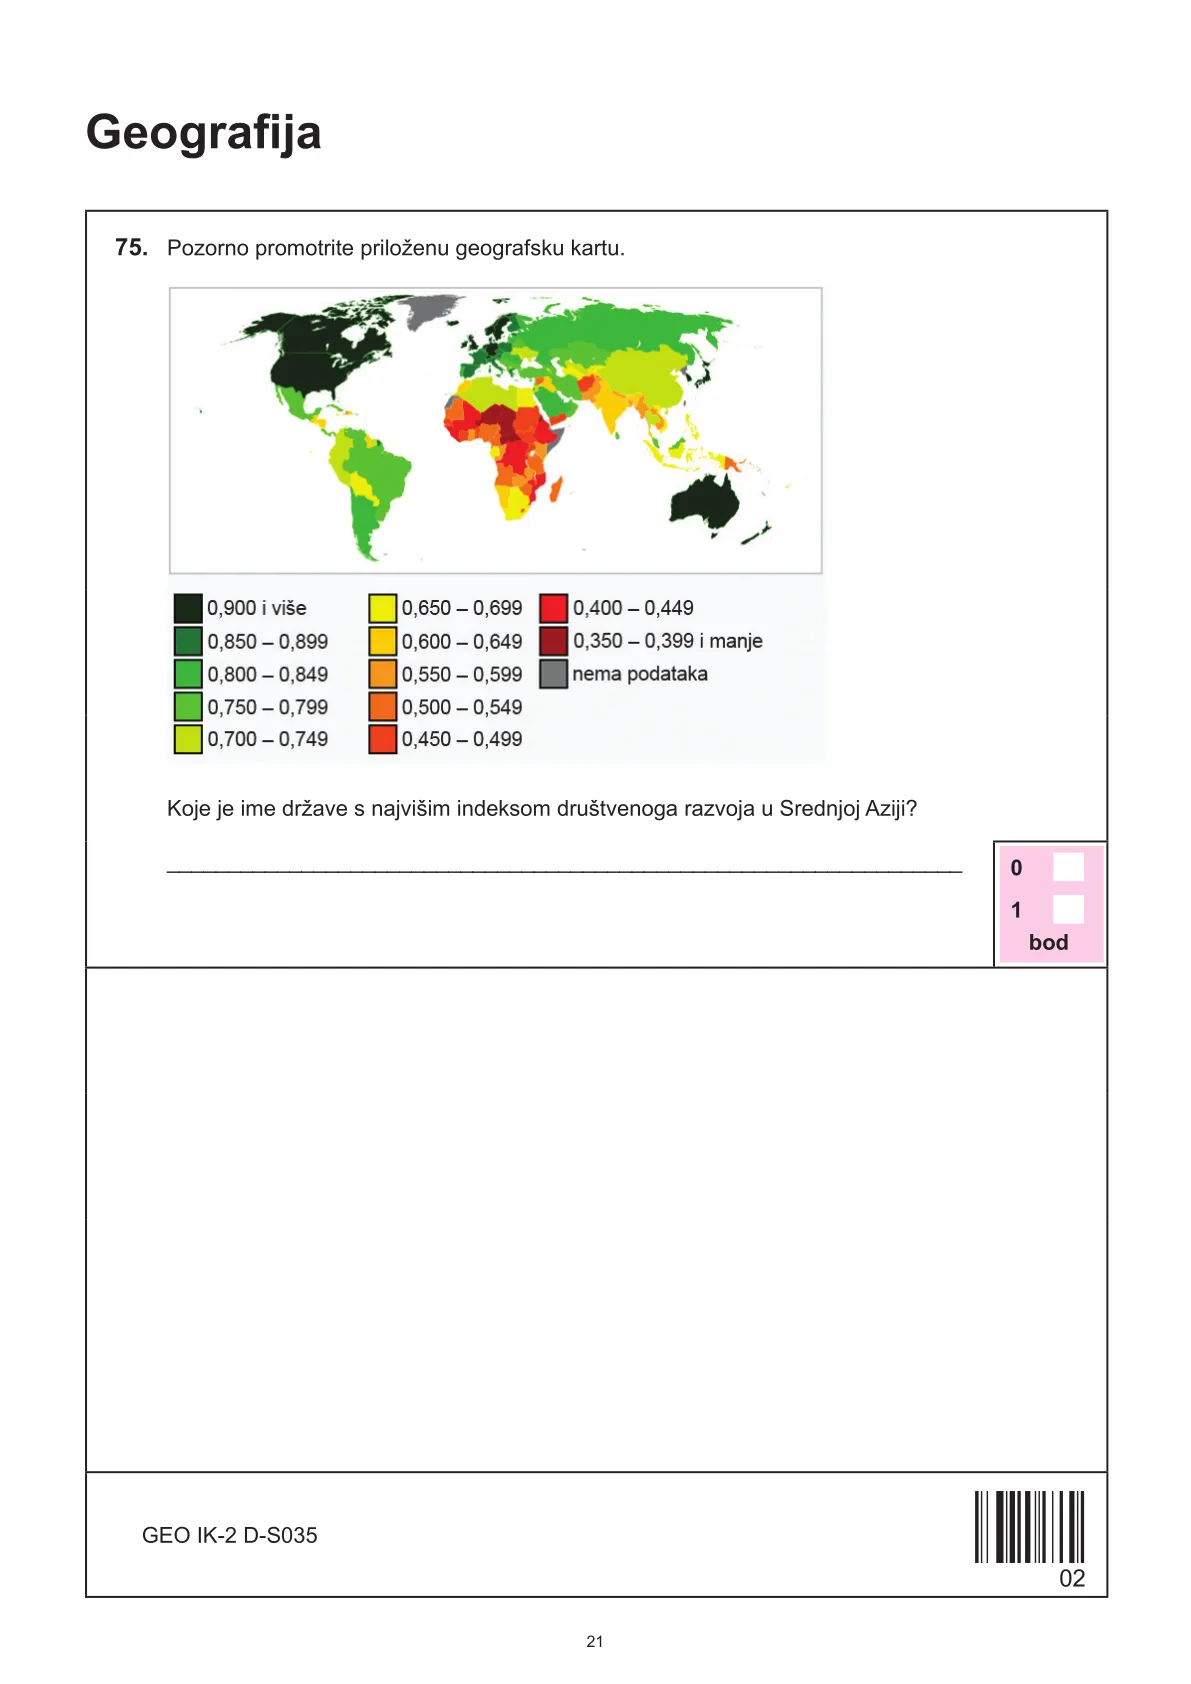 Geografija
75. Pozorno promotrite priloženu geografsku kartu.
0,900 i više
0,850 – 0,899
0,800 – 0,849
0,750 – 0,799
0,700 – 0,749
0,650 – 0,699
0,600 – 0,649
0,550 – 0,599
0,500 – 0,549
0,450 – 0,499
0,400 – 0,449
0,350 – 0,399 i manje
nema podataka
Koje je ime države s najvišim indeksom društvenoga razvoja u Srednjoj Aziji?
0
1
bod
GEO IK-2 D-S035
02
21